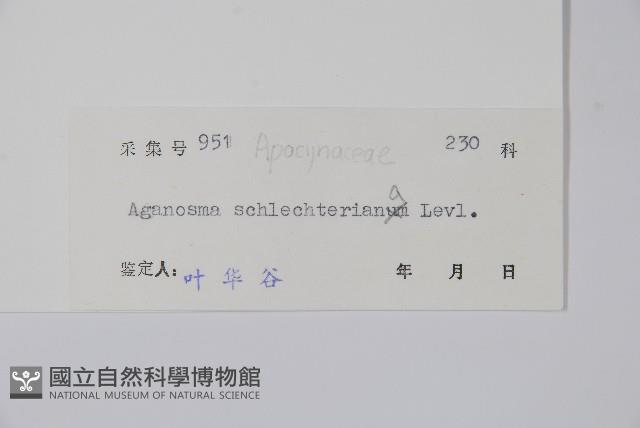 采集号 951 Apocynaceae 230 科
Aganosma schlechteriana Levl.
鉴定人: 叶华谷 年 月 日
國立自然科學博物館
NATIONAL MUSEUM OF NATURAL SCIENCE